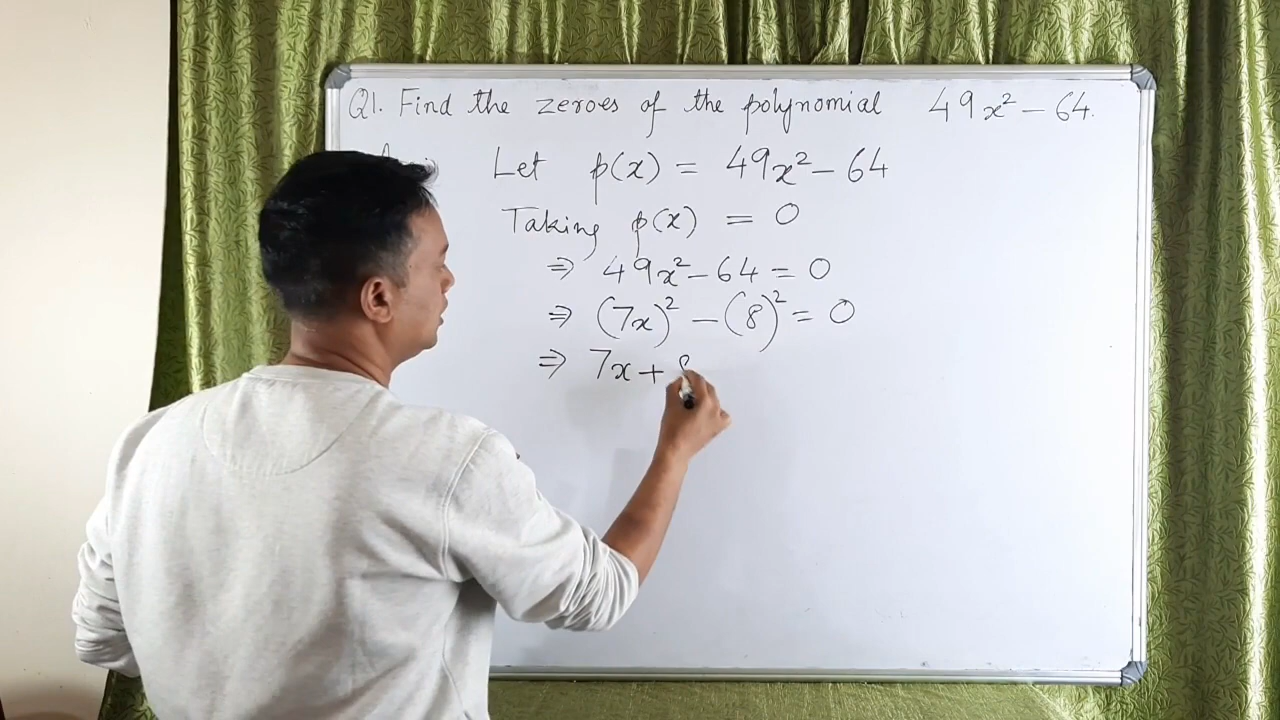 Q1. Find the zeroes of the polynomial 49x² - 64.
Let p(x) = 49x² - 64
Taking p(x) = 0
⇒ 49x² - 64 = 0
⇒ (7x)² - (8)² = 0
⇒ 7x +